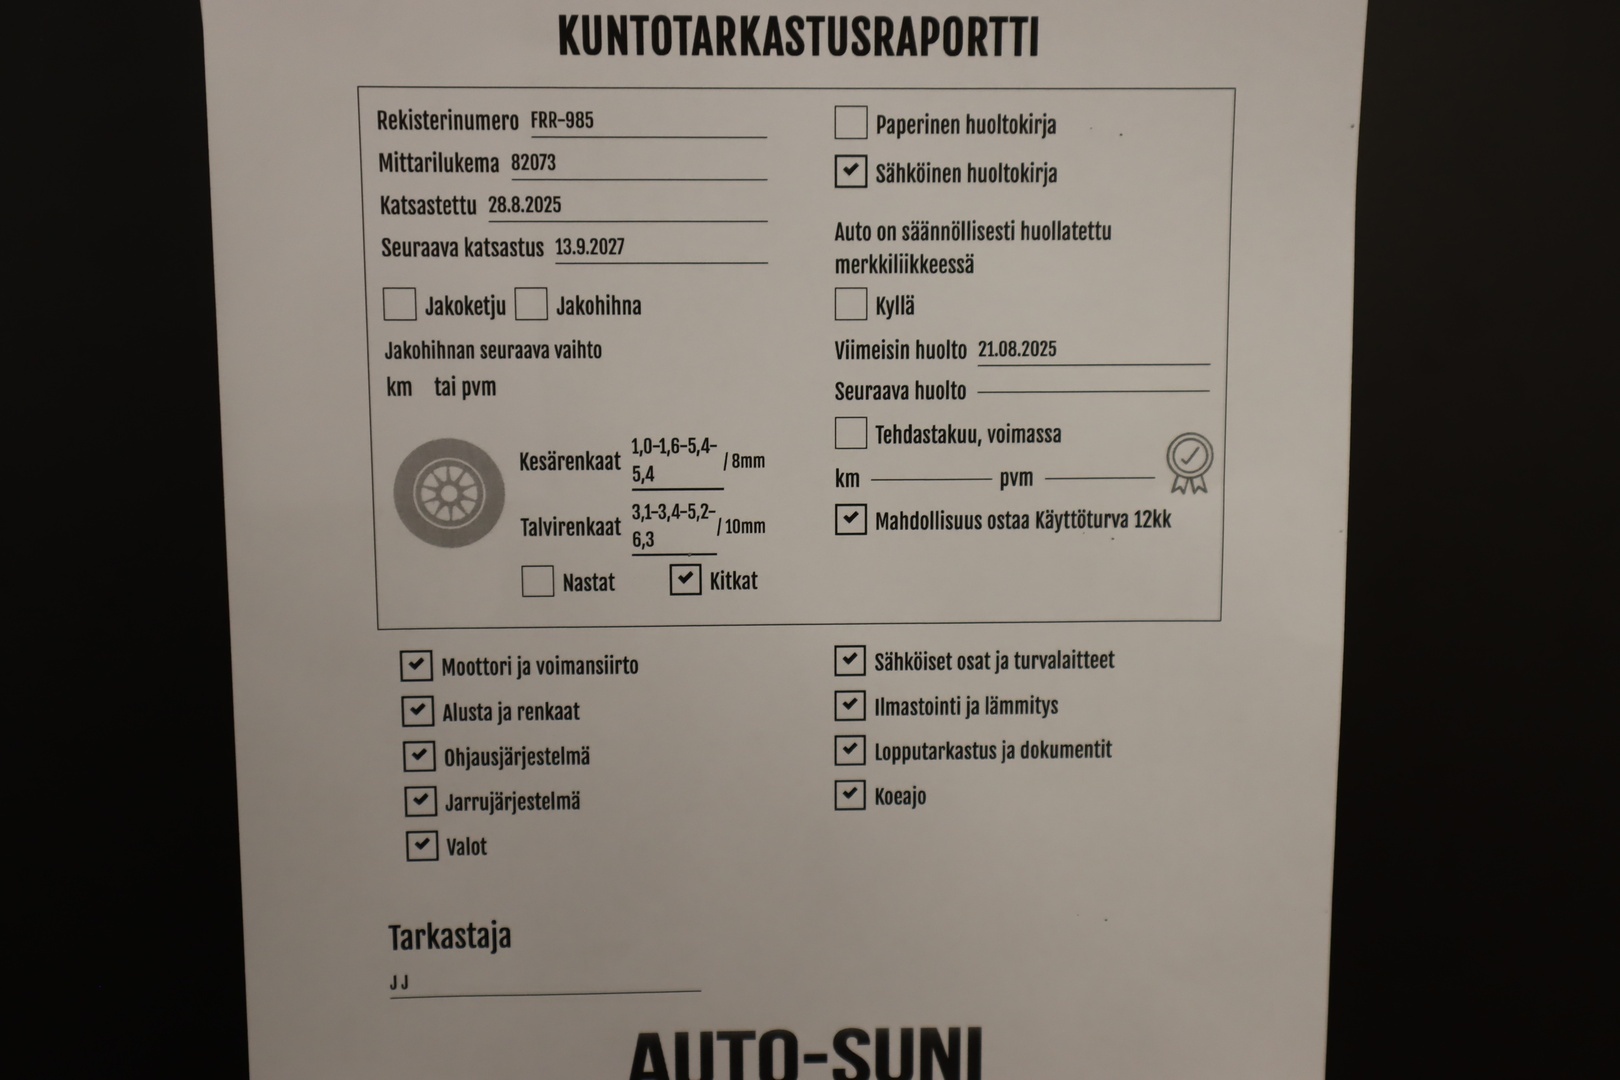 KUNTOTARKASTUSRAPORTTI
Rekisterinumero FRR-985
Mittarilukema 82073
Katsastettu 28.8.2025
Seuraava katsastus 13.9.2027
Jakoketju Jakohihna
Jakohihnan seuraava vaihto
km tai pvm
Kesärenkaat 1,0-1,6-5,4-
5,4 / 8mm
Talvirenkaat 3,1-3,4-5,2-
6,3 / 10mm
Nastat Kitkat
Paperinen huoltokirja
Sähköinen huoltokirja
Auto on säännöllisesti huollatettu
merkkiliikkeessä
Kyllä
Viimeisin huolto 21.08.2025
Seuraava huolto
Tehdastakuu, voimassa
km pvm
Mahdollisuus ostaa Käyttöturva 12kk
Moottori ja voimansiirto
Alusta ja renkaat
Ohjausjärjestelmä
Jarrujärjestelmä
Valot
Sähköiset osat ja turvalaitteet
Ilmastointi ja lämmitys
Lopputarkastus ja dokumentit
Koeajo
Tarkastaja
JJ
AUTO-SUNI